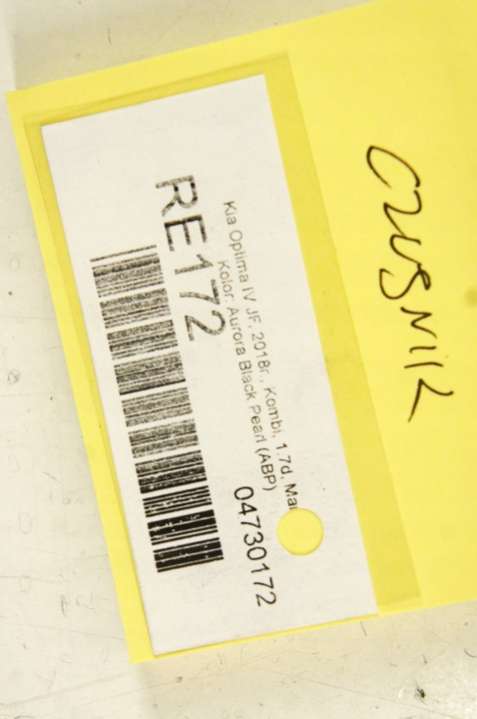 Kia Optima IV JF, 2018r., Kombi, 1.7d, Ma
Kolor: Aurora Black Pearl (ABP)
RE172
04730172
CZUJNIK